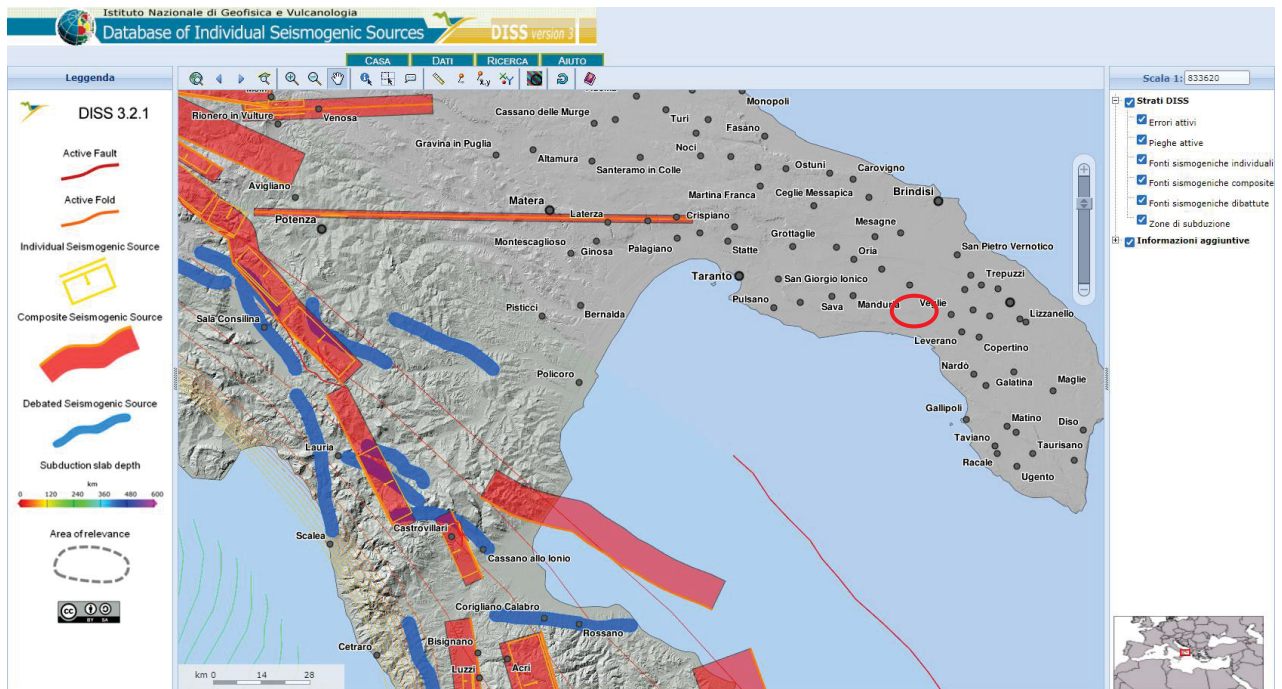 Istituto Nazionale di Geofisica e Vulcanologia
Database of Individual Seismogenic Sources
DISS version 3
CASA
DATI
RICERCA
AIUTO
Leggenda
DISS 3.2.1
Active Fault
Active Fold
Individual Seismogenic Source
Composite Seismogenic Source
Debated Seismogenic Source
Subduction slab depth
km
0 120 240 360 480 600
Area of relevance
CC BY SA
Rionero in Vulture
Venosa
Cassano delle Murge
Turi
Monopoli
Fasano
Gravina in Puglia
Altamura
Noci
Santeramo in Colle
Ostuni
Carovigno
Avigliano
Martina Franca
Ceglie Messapica
Brindisi
Matera
Laterza
Crispiano
Potenza
Mesagne
Montescaglioso
Ginosa
Palagiano
Statte
Grottaglie
Oria
San Pietro Vernotico
Taranto
San Giorgio Ionico
Trepuzzi
Pulsano
Sava
Manduria
Veglie
Lizzanello
Pisticci
Bernalda
Sala Consilina
Leverano
Copertino
Policoro
Nardò
Galatina
Maglie
Gallipoli
Matino
Diso
Taviano
Taurisano
Racale
Ugento
Lauria
Castrovillari
Scalea
Cassano allo Ionio
Corigliano Calabro
Rossano
Cetraro
Bisignano
Luzzi
Acri
km 0 14 28
Scala 1: 833620
Strati DISS
Errori attivi
Pieghe attive
Fonti sismogeniche individuali
Fonti sismogeniche composite
Fonti sismogeniche dibattute
Zone di subduzione
Informazioni aggiuntive